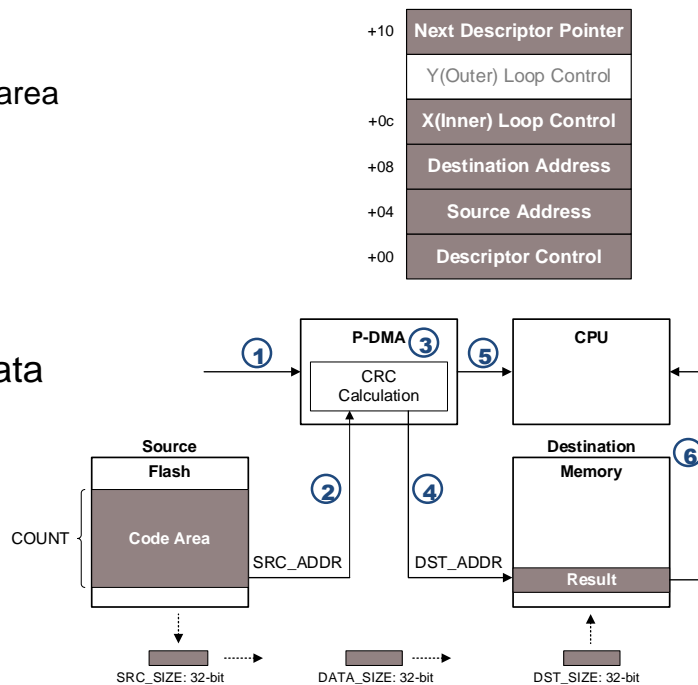 +10 Next Descriptor Pointer
Y(Outer) Loop Control
area
+0c X(Inner) Loop Control
+08 Destination Address
+04 Source Address
+00 Descriptor Control
P-DMA 3
CPU
1
5
ata
CRC
Calculation
Source
Destination
Flash
Memory
6
2
4
COUNT
Code Area
SRC_ADDR
DST_ADDR
Result
SRC_SIZE: 32-bit
DATA_SIZE: 32-bit
DST_SIZE: 32-bit